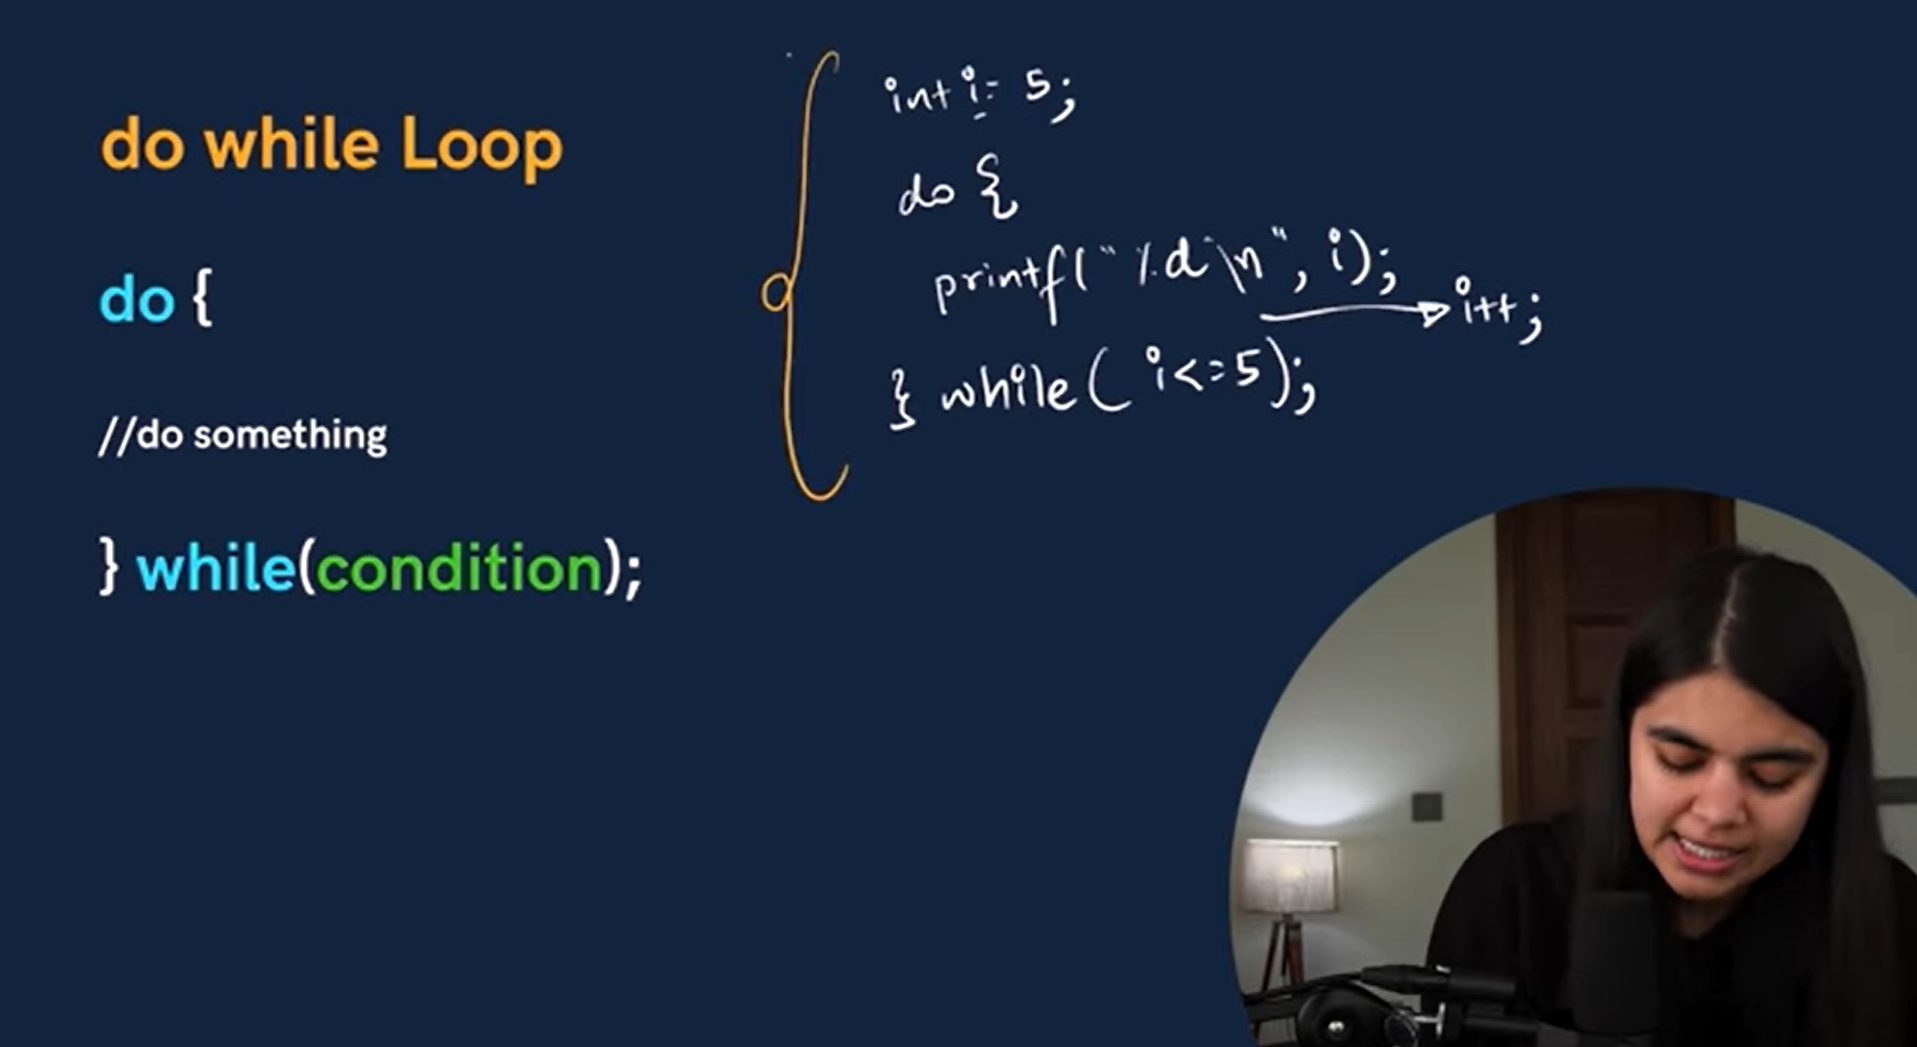 do while Loop
do {
//do something
} while(condition);
int i= 5;
do {
printf("%d\n", i);
i++;
} while( i<=5);